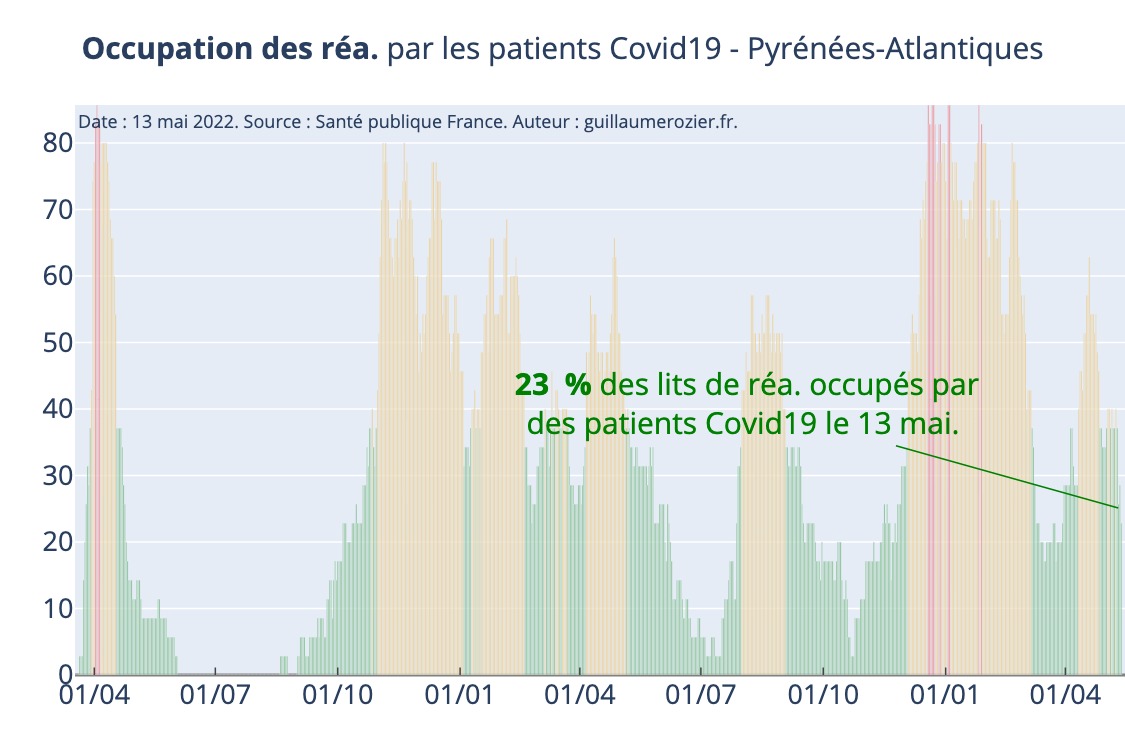 Occupation des réa. par les patients Covid19 - Pyrénées-Atlantiques
Date : 13 mai 2022. Source : Santé publique France. Auteur : guillaumerozier.fr.
80
70
60
50
40
30
20
10
0
23 % des lits de réa. occupés par
des patients Covid19 le 13 mai.
01/04 01/07 01/10 01/01 01/04 01/07 01/10 01/01 01/04